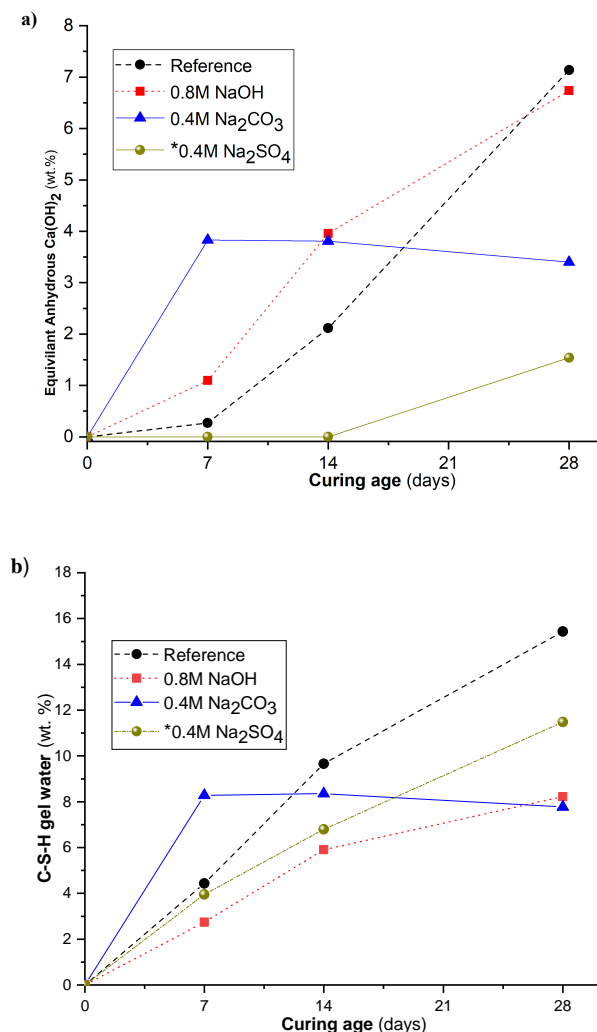 a)
8
7
6
5
4
3
2
1
0
Equivilant Anhydrous Ca(OH)₂ (wt.%)
Reference
0.8M NaOH
0.4M Na₂CO₃
*0.4M Na₂SO₄
0 7 14 21 28
Curing age (days)
b)
18
16
14
12
10
8
6
4
2
0
C-S-H gel water (wt. %)
Reference
0.8M NaOH
0.4M Na₂CO₃
*0.4M Na₂SO₄
0 7 14 21 28
Curing age (days)